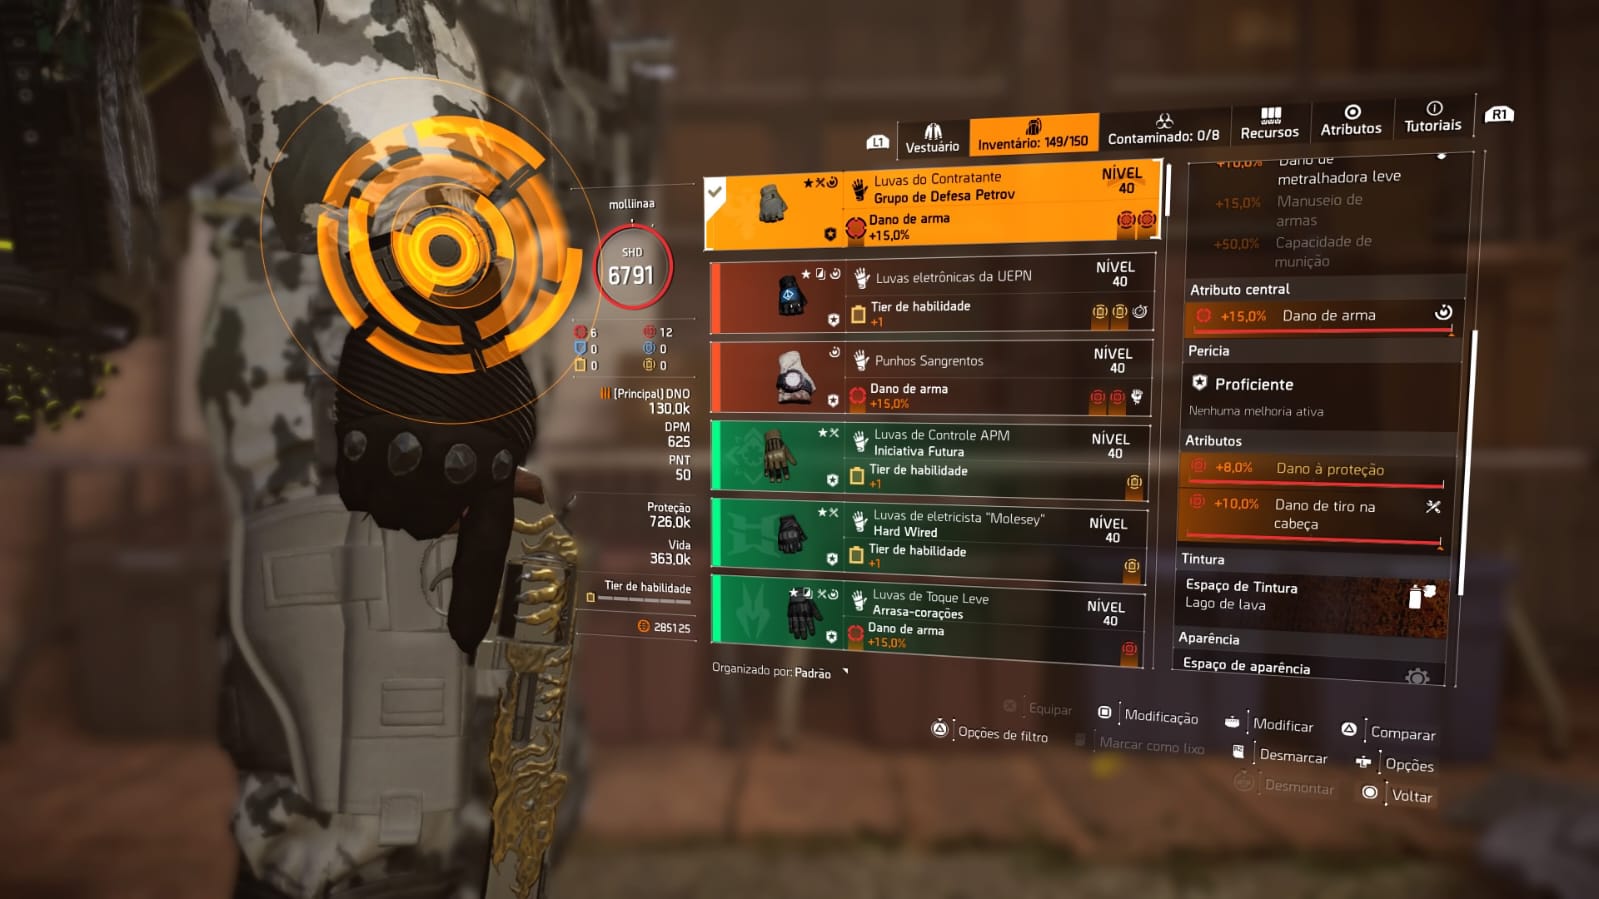 L1
Vestuário
Inventário: 149/150
Contaminado: 0/8
Recursos
Atributos
Tutoriais
R1
molliinaa
SHD
6791
6
12
0
0
0
0
[Principal] DNO
130,0k
DPM
625
PNT
50
Proteção
726,0k
Vida
363,0k
Tier de habilidade
285125
Luvas do Contratante
Grupo de Defesa Petrov
NÍVEL
40
Dano de arma
+15,0%
Luvas eletrônicas da UEPN
NÍVEL
40
Tier de habilidade
+1
Punhos Sangrentos
NÍVEL
40
Dano de arma
+15,0%
Luvas de Controle APM
Iniciativa Futura
NÍVEL
40
Tier de habilidade
+1
Luvas de eletricista "Molesey"
Hard Wired
NÍVEL
40
Tier de habilidade
+1
Luvas de Toque Leve
Arrasa-corações
NÍVEL
40
Dano de arma
+15,0%
Organizado por: Padrão
+10,0% Dano de
metralhadora leve
+15,0% Manuseio de
armas
+50,0% Capacidade de
munição
Atributo central
+15,0% Dano de arma
Perícia
Proficiente
Nenhuma melhoria ativa
Atributos
+8,0% Dano à proteção
+10,0% Dano de tiro na
cabeça
Tintura
Espaço de Tintura
Lago de lava
Aparência
Espaço de aparência
Equipar
Modificação
Modificar
Comparar
Opções de filtro
Marcar como lixo
R2
Desmarcar
Opções
Desmontar
Voltar